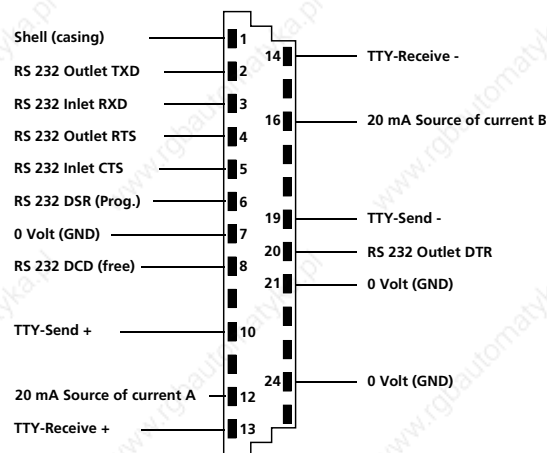 Shell (casing) 1
RS 232 Outlet TXD 2
RS 232 Inlet RXD 3
RS 232 Outlet RTS 4
RS 232 Inlet CTS 5
RS 232 DSR (Prog.) 6
0 Volt (GND) 7
RS 232 DCD (free) 8
TTY-Send + 10
20 mA Source of current A 12
TTY-Receive + 13
14 TTY-Receive -
16 20 mA Source of current B
19 TTY-Send -
20 RS 232 Outlet DTR
21 0 Volt (GND)
24 0 Volt (GND)
www.rgbautomatyka.pl